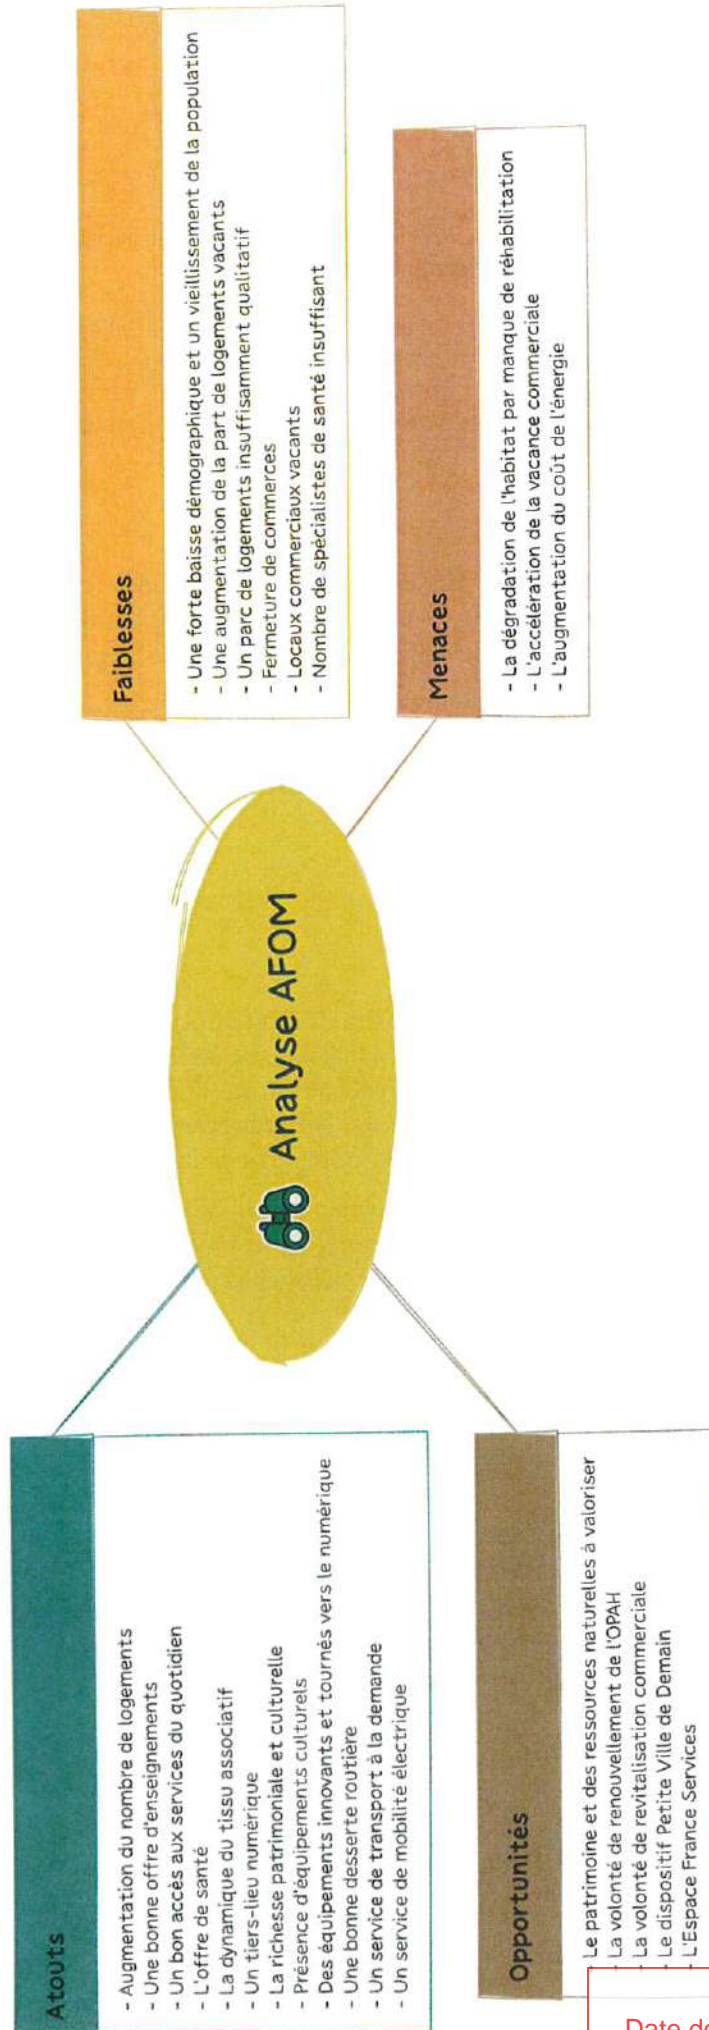 Analyse AFOM
Atouts
- Augmentation du nombre de logements
- Une bonne offre d'enseignements
- Un bon accès aux services du quotidien
- L'offre de santé
- La dynamique du tissu associatif
- Un tiers-lieu numérique
- La richesse patrimoniale et culturelle
- Présence d'équipements culturels
- Des équipements innovants et tournés vers le numérique
- Une bonne desserte routière
- Un service de transport à la demande
- Un service de mobilité électrique
Faiblesses
- Une forte baisse démographique et un vieillissement de la population
- Une augmentation de la part de logements vacants
- Un parc de logements insuffisamment qualitatif
- Fermeture de commerces
- Locaux commerciaux vacants
- Nombre de spécialistes de santé insuffisant
Opportunités
- Le patrimoine et des ressources naturelles à valoriser
- La volonté de renouvellement de l'OPAH
- La volonté de revitalisation commerciale
- Le dispositif Petite Ville de Demain
- L'Espace France Services
Menaces
- La dégradation de l'habitat par manque de réhabilitation
- L'accélération de la vacance commerciale
- L'augmentation du coût de l'énergie